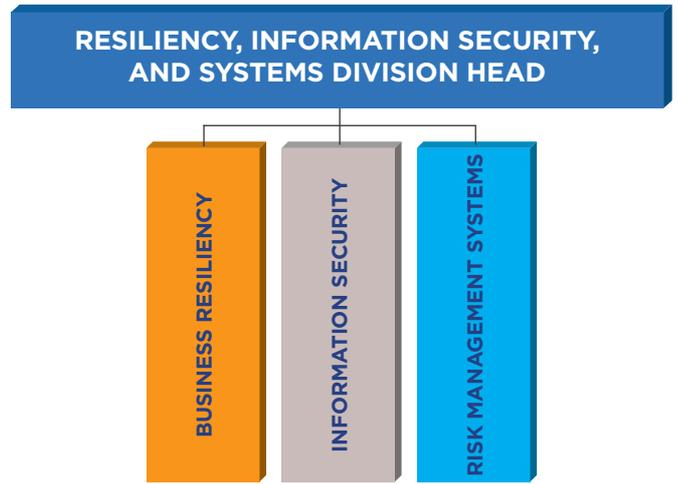 RESILIENCY, INFORMATION SECURITY,
AND SYSTEMS DIVISION HEAD
BUSINESS RESILIENCY
INFORMATION SECURITY
RISK MANAGEMENT SYSTEMS